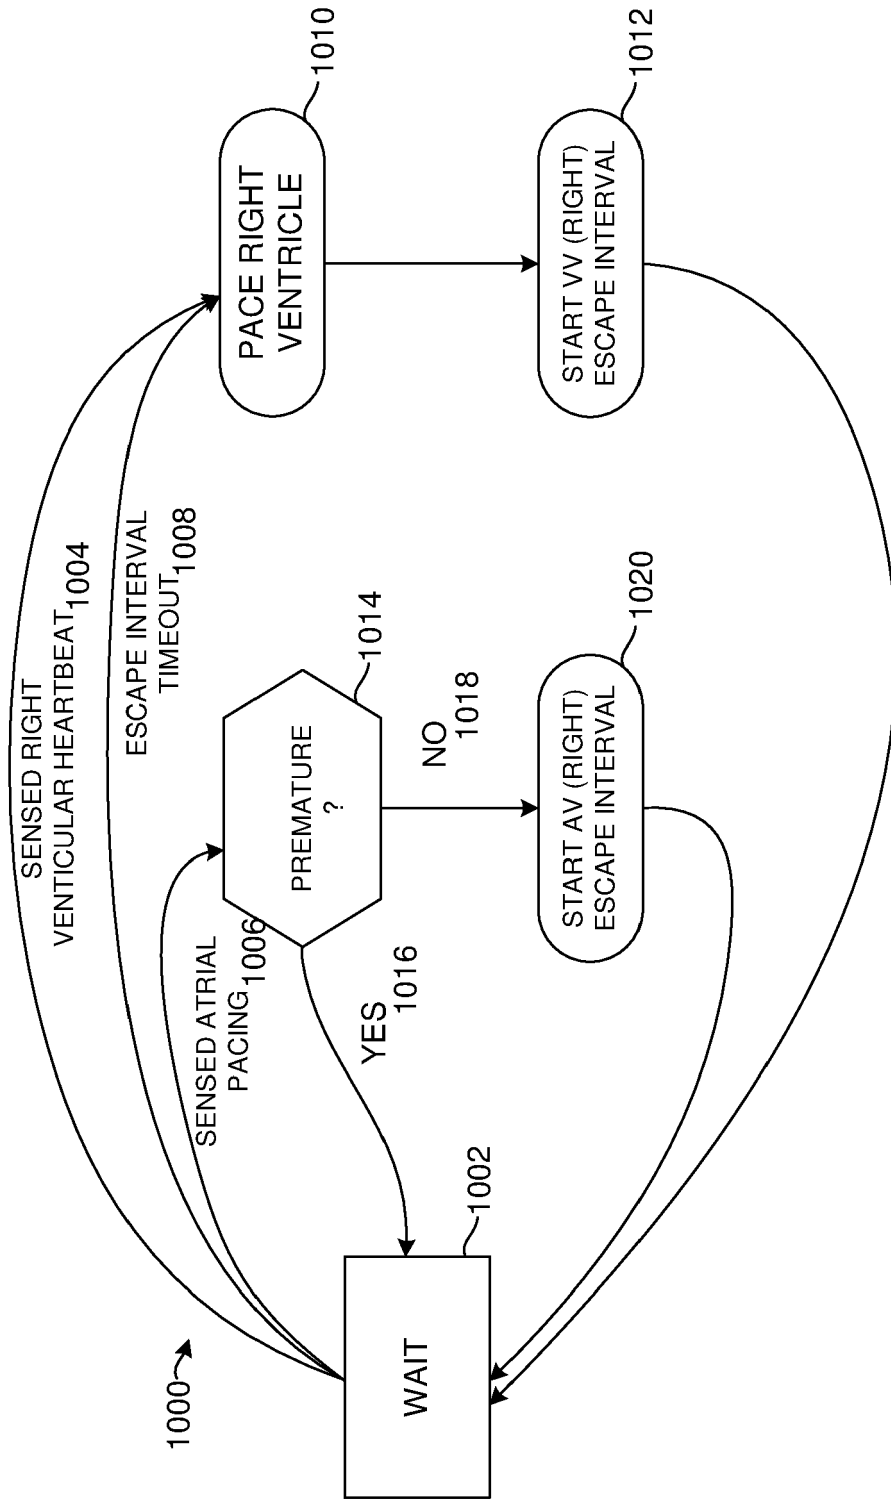 1000
WAIT
1002
SENSED RIGHT
VENTICULAR HEARTBEAT 1004
ESCAPE INTERVAL
TIMEOUT 1008
SENSED ATRIAL
PACING 1006
PREMATURE
?
1014
YES
1016
NO
1018
START AV (RIGHT)
ESCAPE INTERVAL
1020
PACE RIGHT
VENTRICLE
1010
START VV (RIGHT)
ESCAPE INTERVAL
1012